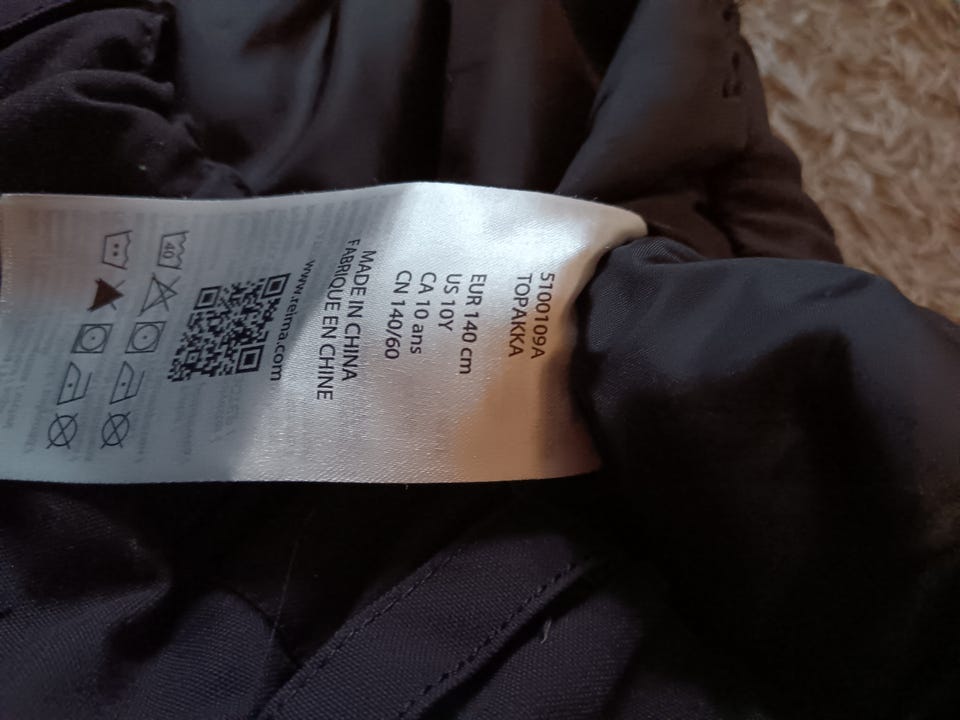 5100109A
TOPAKKA
EUR 140 cm
US 10Y
CA 10 ans
CN 140/60
MADE IN CHINA
FABRIQUE EN CHINE
www.reima.com
40